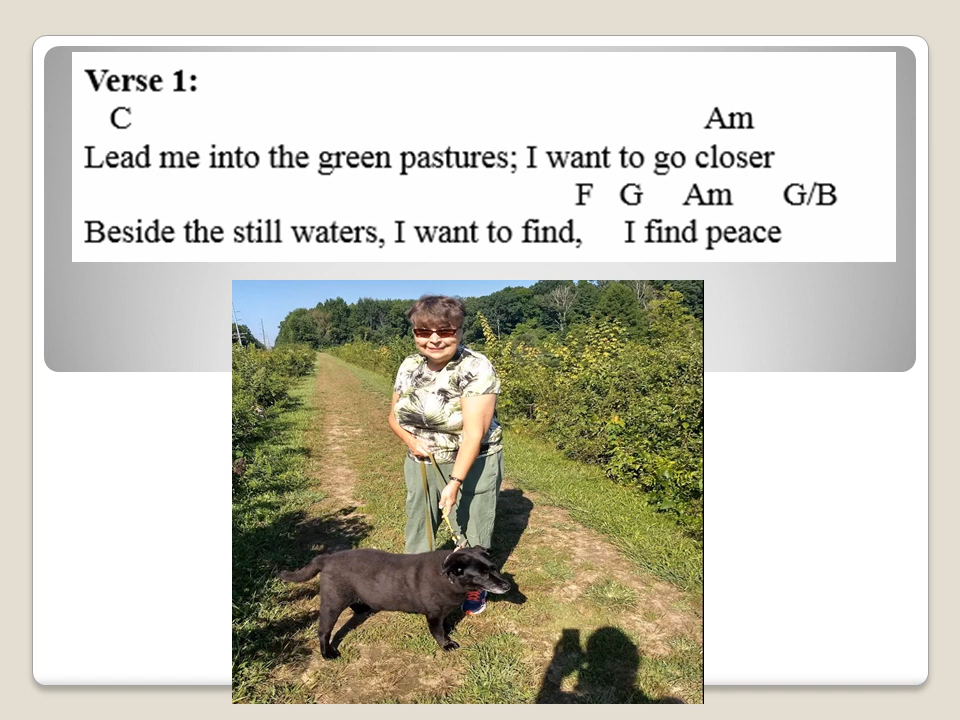 Verse 1:
C Am
Lead me into the green pastures; I want to go closer
F G Am G/B
Beside the still waters, I want to find, I find peace